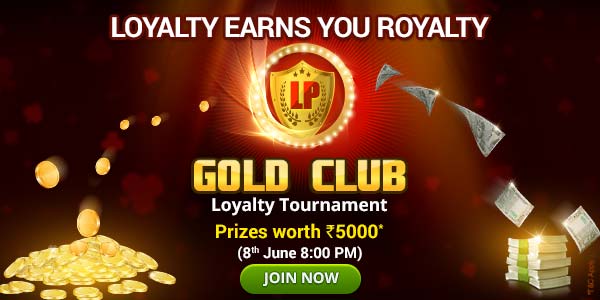 LOYALTY EARNS YOU ROYALTY
LP
GOLD CLUB
Loyalty Tournament
Prizes worth ₹5000*
(8th June 8:00 PM)
JOIN NOW
*T&C Apply